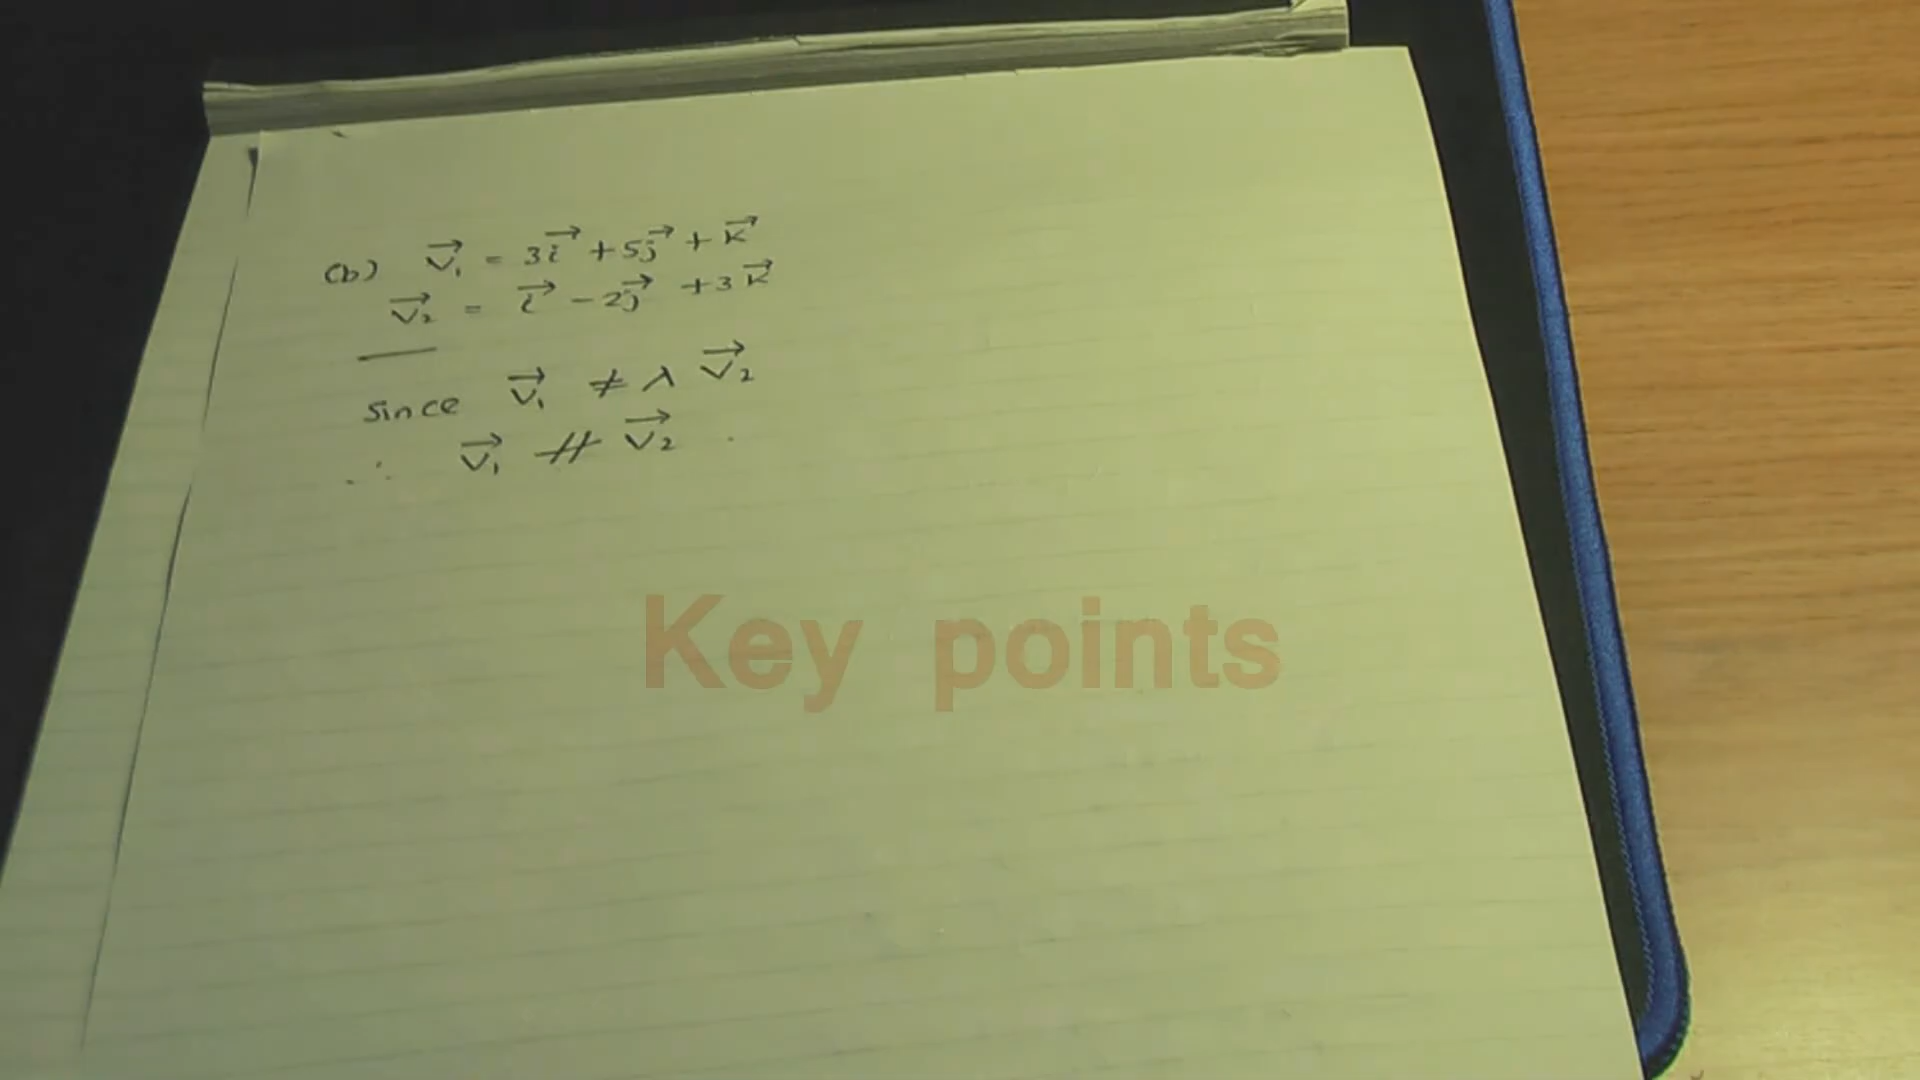 (b) V₁⃗ = 3i⃗ + 5j⃗ + k⃗
V₂⃗ = i⃗ - 2j⃗ + 3k⃗
Since V₁⃗ ≠ λ V₂⃗
∴ V₁⃗ ∦ V₂⃗ .
Key points